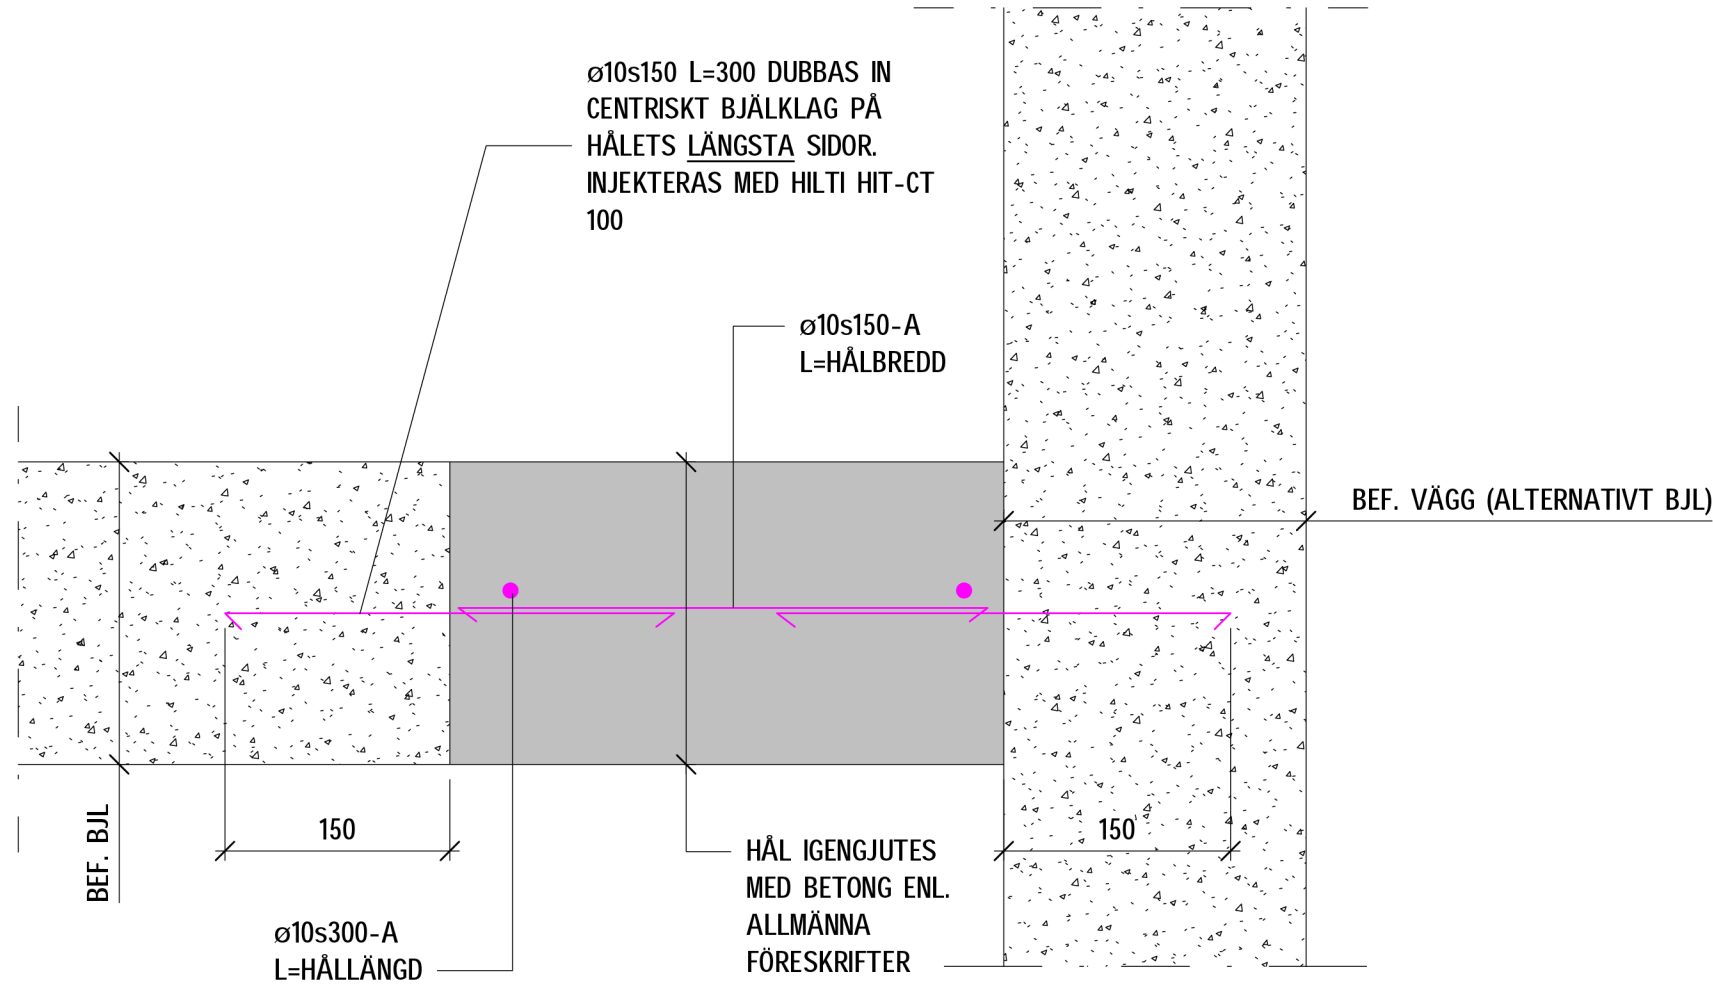 ø10s150 L=300 DUBBAS IN
CENTRISKT BJÄLKLAG PÅ
HÅLETS LÄNGSTA SIDOR.
INJEKTERAS MED HILTI HIT-CT
100
ø10s150-A
L=HÅLBREDD
BEF. VÄGG (ALTERNATIVT BJL)
BEF. BJL
150
150
HÅL IGENGJUTES
MED BETONG ENL.
ALLMÄNNA
FÖRESKRIFTER
ø10s300-A
L=HÅLLÄNGD